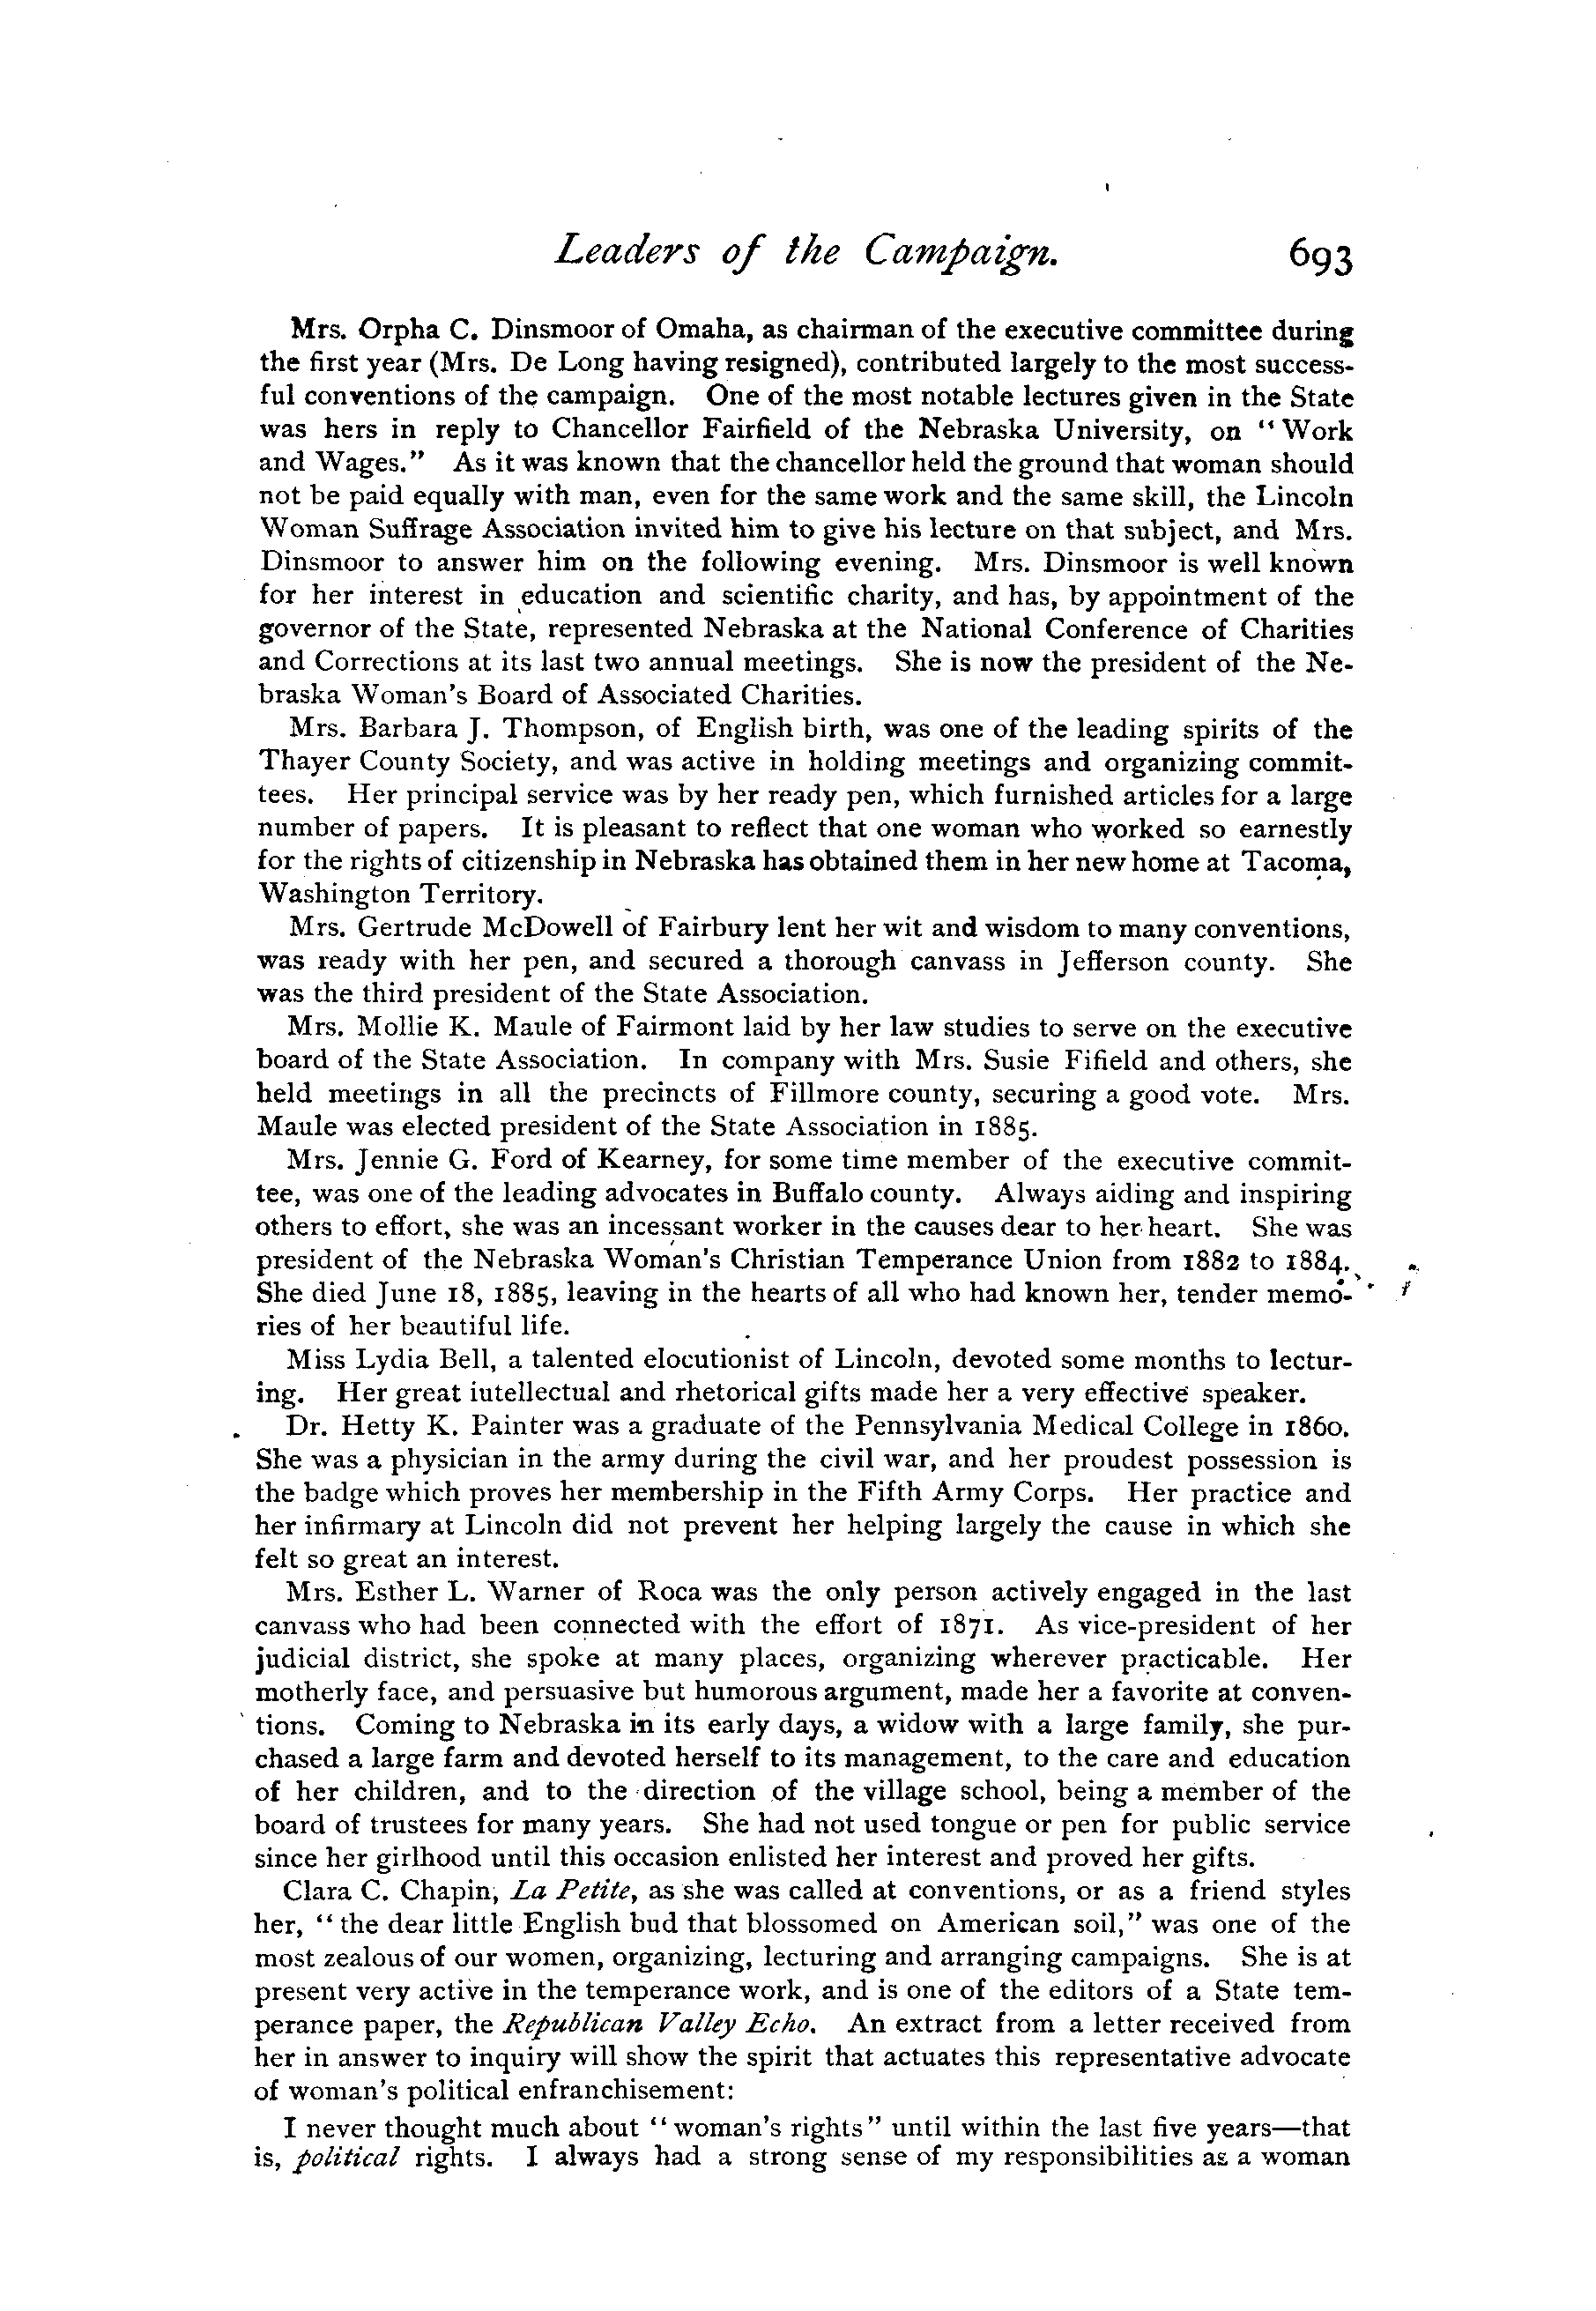 Leaders of the Campaign. 693
Mrs. Orpha C. Dinsmoor of Omaha, as chairman of the executive committee during
the first year (Mrs. De Long having resigned), contributed largely to the most success-
ful conventions of the campaign. One of the most notable lectures given in the State
was hers in reply to Chancellor Fairfield of the Nebraska University, on "Work
and Wages." As it was known that the chancellor held the ground that woman should
not be paid equally with man, even for the same work and the same skill, the Lincoln
Woman Suffrage Association invited him to give his lecture on that subject, and Mrs.
Dinsmoor to answer him on the following evening. Mrs. Dinsmoor is well known
for her interest in education and scientific charity, and has, by appointment of the
governor of the State, represented Nebraska at the National Conference of Charities
and Corrections at its last two annual meetings. She is now the president of the Ne-
braska Woman's Board of Associated Charities.
Mrs. Barbara J. Thompson, of English birth, was one of the leading spirits of the
Thayer County Society, and was active in holding meetings and organizing commit-
tees. Her principal service was by her ready pen, which furnished articles for a large
number of papers. It is pleasant to reflect that one woman who worked so earnestly
for the rights of citizenship in Nebraska has obtained them in her new home at Tacoma,
Washington Territory.
Mrs. Gertrude McDowell of Fairbury lent her wit and wisdom to many conventions,
was ready with her pen, and secured a thorough canvass in Jefferson county. She
was the third president of the State Association.
Mrs. Mollie K. Maule of Fairmont laid by her law studies to serve on the executive
board of the State Association. In company with Mrs. Susie Fifield and others, she
held meetings in all the precincts of Fillmore county, securing a good vote. Mrs.
Maule was elected president of the State Association in 1885.
Mrs. Jennie G. Ford of Kearney, for some time member of the executive commit-
tee, was one of the leading advocates in Buffalo county. Always aiding and inspiring
others to effort, she was an incessant worker in the causes dear to her heart. She was
president of the Nebraska Woman's Christian Temperance Union from 1882 to 1884.
She died June 18, 1885, leaving in the hearts of all who had known her, tender memo-
ries of her beautiful life.
Miss Lydia Bell, a talented elocutionist of Lincoln, devoted some months to lectur-
ing. Her great iutellectual and rhetorical gifts made her a very effective speaker.
Dr. Hetty K. Painter was a graduate of the Pennsylvania Medical College in 1860.
She was a physician in the army during the civil war, and her proudest possession is
the badge which proves her membership in the Fifth Army Corps. Her practice and
her infirmary at Lincoln did not prevent her helping largely the cause in which she
felt so great an interest.
Mrs. Esther L. Warner of Roca was the only person actively engaged in the last
canvass who had been connected with the effort of 1871. As vice-president of her
judicial district, she spoke at many places, organizing wherever practicable. Her
motherly face, and persuasive but humorous argument, made her a favorite at conven-
tions. Coming to Nebraska in its early days, a widow with a large family, she pur-
chased a large farm and devoted herself to its management, to the care and education
of her children, and to the direction of the village school, being a member of the
board of trustees for many years. She had not used tongue or pen for public service
since her girlhood until this occasion enlisted her interest and proved her gifts.
Clara C. Chapin, La Petite, as she was called at conventions, or as a friend styles
her, "the dear little English bud that blossomed on American soil," was one of the
most zealous of our women, organizing, lecturing and arranging campaigns. She is at
present very active in the temperance work, and is one of the editors of a State tem-
perance paper, the Republican Valley Echo. An extract from a letter received from
her in answer to inquiry will show the spirit that actuates this representative advocate
of woman's political enfranchisement:
I never thought much about "woman's rights" until within the last five years—that
is, political rights. I always had a strong sense of my responsibilities as a woman